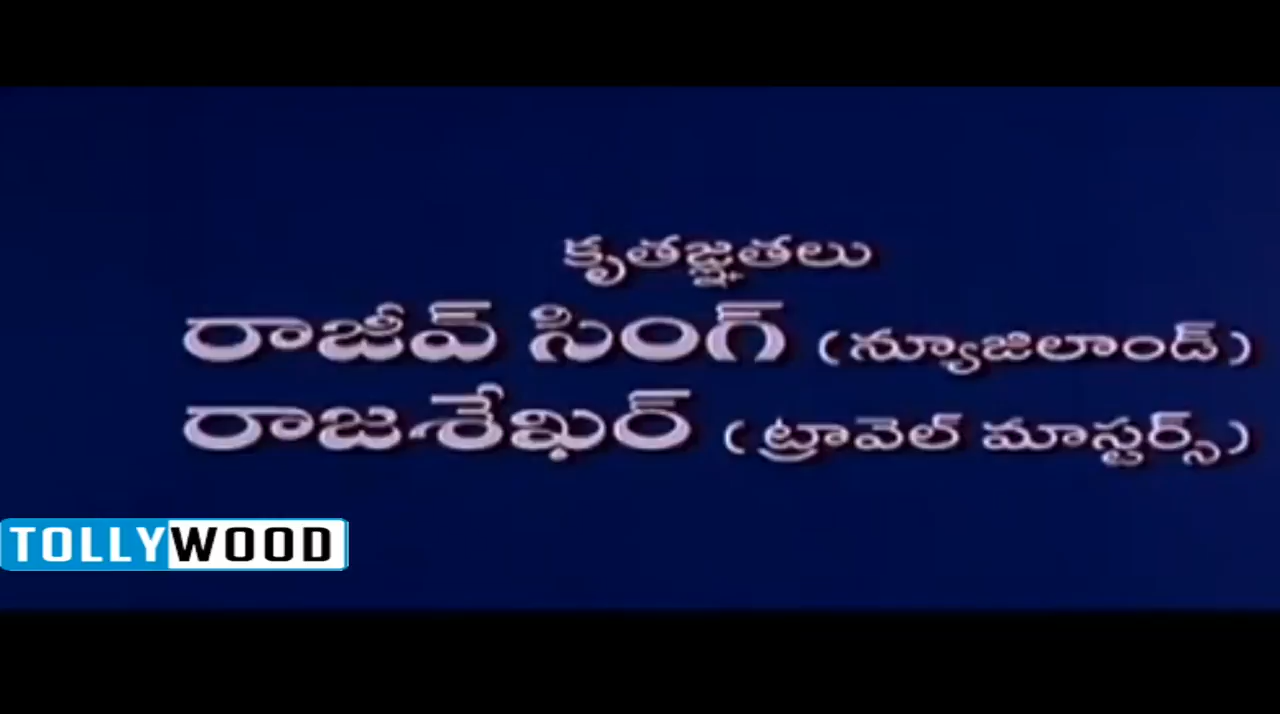 కృతజ్ఞతలు
రాజీవ్ సింగ్ (న్యూజిలాండ్)
రాజశేఖర్ (ట్రావెల్ మాస్టర్స్)
TOLLYWOOD